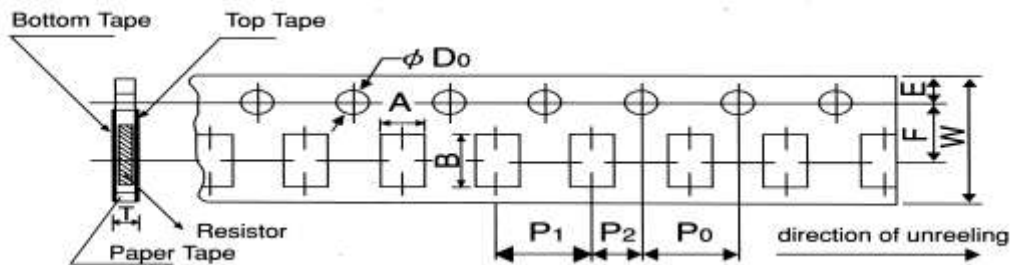 Bottom Tape
Top Tape
φ D0
A
B
E
F
W
T
Resistor
Paper Tape
P1
P2
P0
direction of unreeling